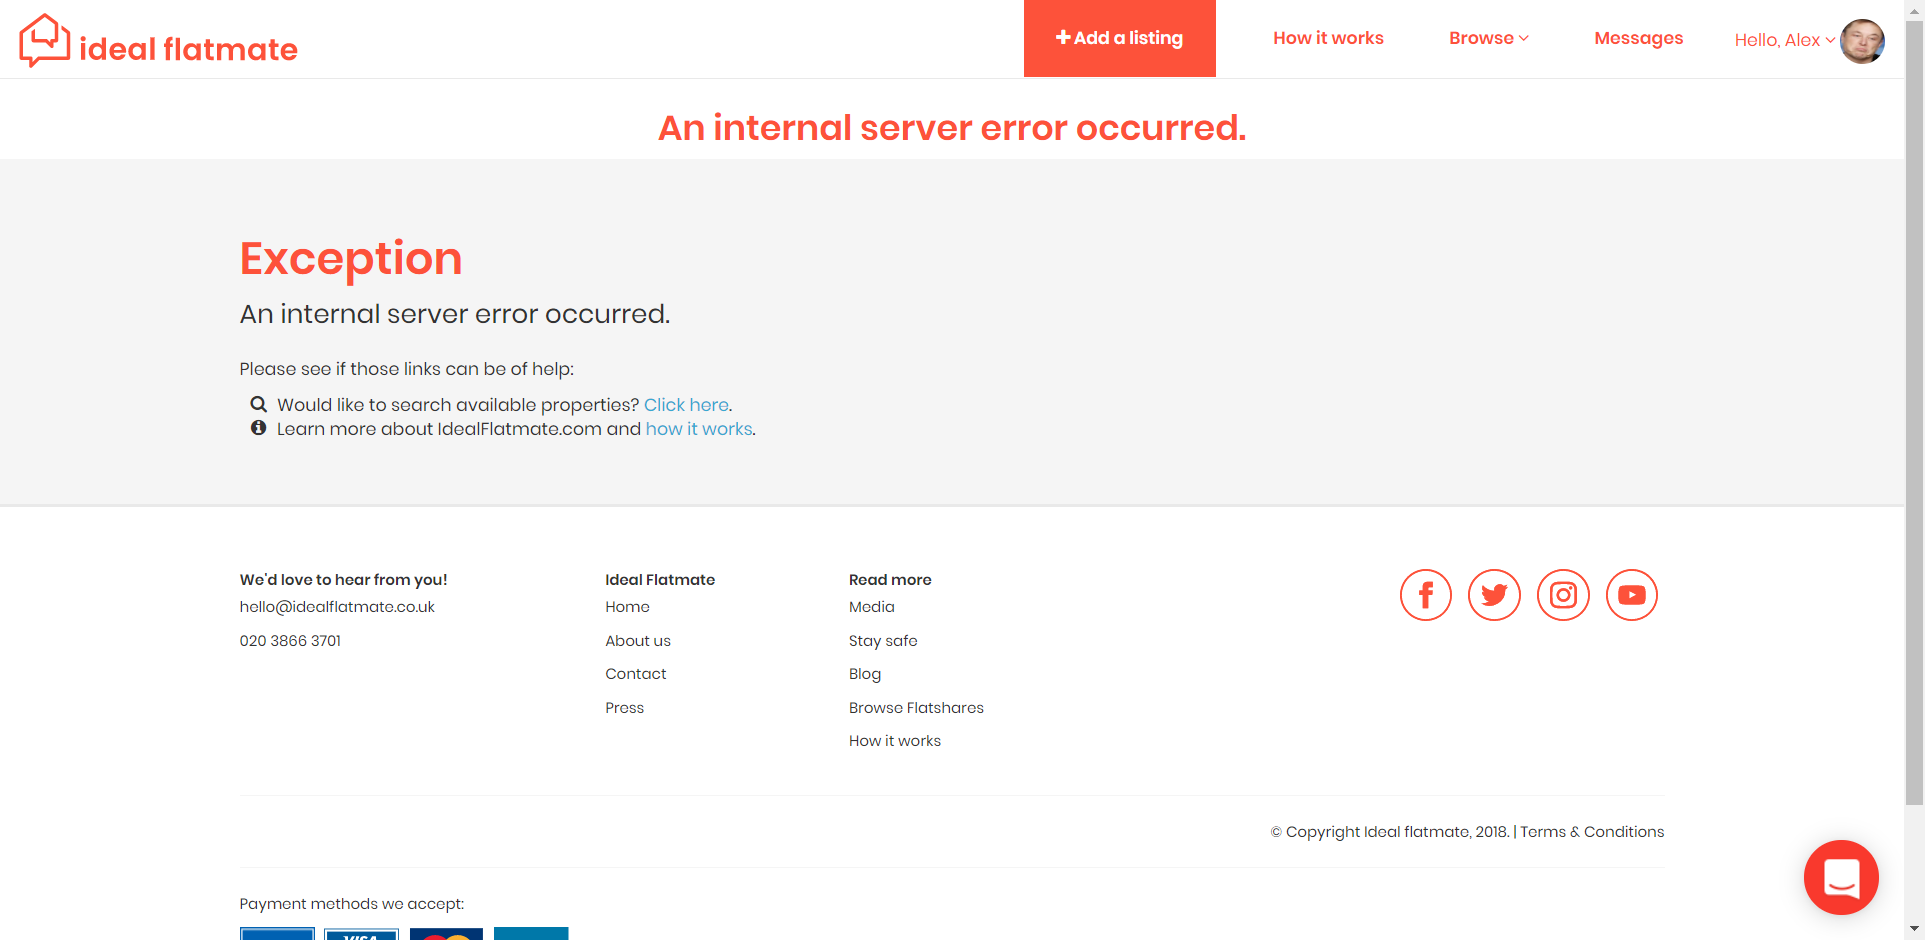 ideal flatmate
Add a listing
How it works
Browse
Messages
Hello, Alex
An internal server error occurred.
Exception
An internal server error occurred.
Please see if those links can be of help:
Would like to search available properties? Click here.
Learn more about IdealFlatmate.com and how it works.
We'd love to hear from you!
hello@idealflatmate.co.uk
020 3866 3701
Ideal Flatmate
Home
About us
Contact
Press
Read more
Media
Stay safe
Blog
Browse Flatshares
How it works
© Copyright Ideal flatmate, 2018. | Terms & Conditions
Payment methods we accept:
VISA